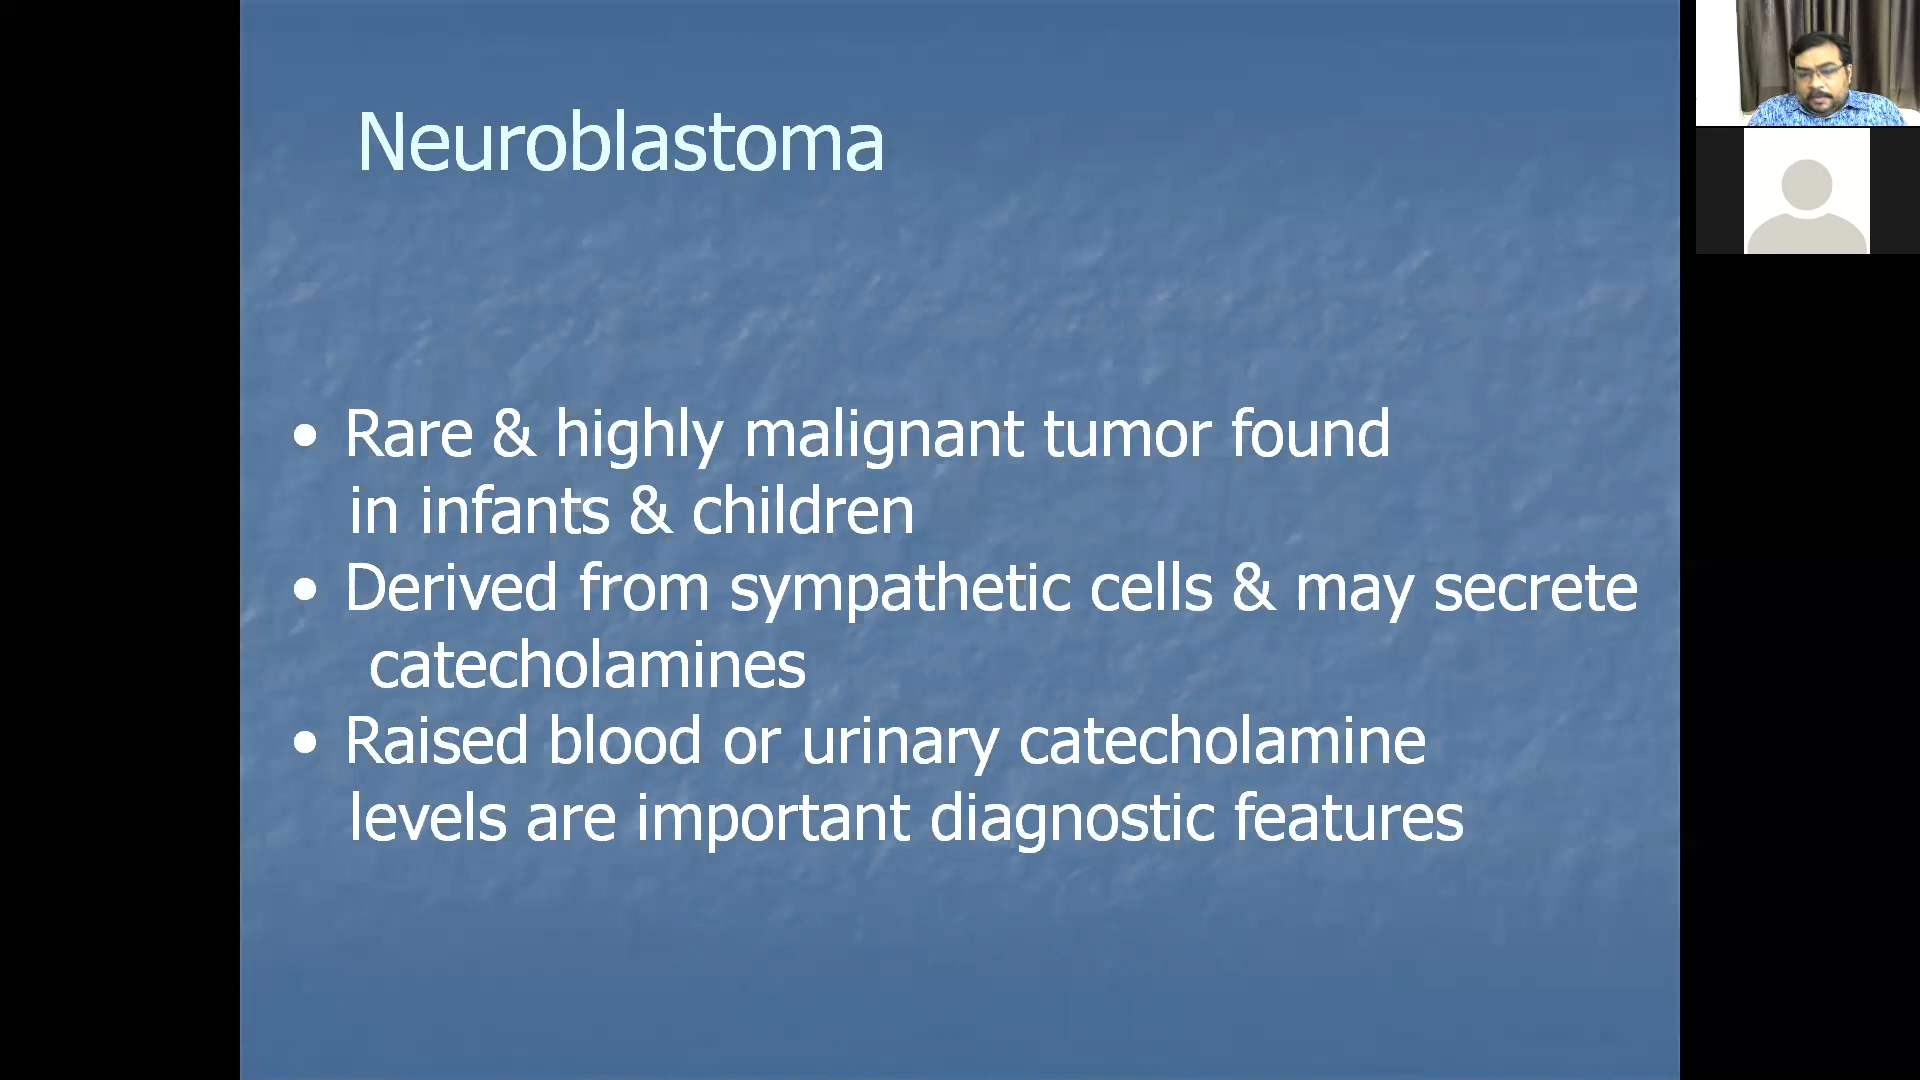 Neuroblastoma
• Rare & highly malignant tumor found
in infants & children
• Derived from sympathetic cells & may secrete
catecholamines
• Raised blood or urinary catecholamine
levels are important diagnostic features